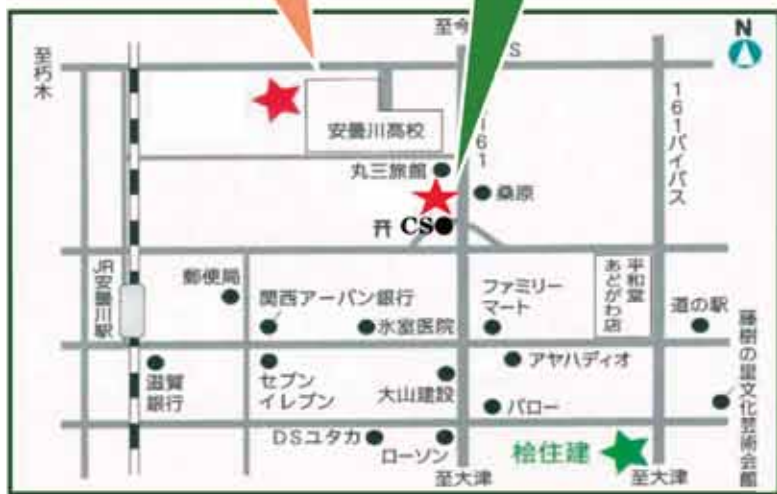 至今
S
N
至朽木
161バイパス
161
安曇川高校
丸三旅館
桑原
CS
JR安曇川駅
郵便局
関西アーバン銀行
氷室医院
ファミリー
マート
平和堂
あどがわ店
道の駅
滋賀
銀行
セブン
イレブン
大山建設
アヤハディオ
バロー
藤樹の里文化芸術会館
DSユタカ
ローソン
桧住建
至大津
至大津